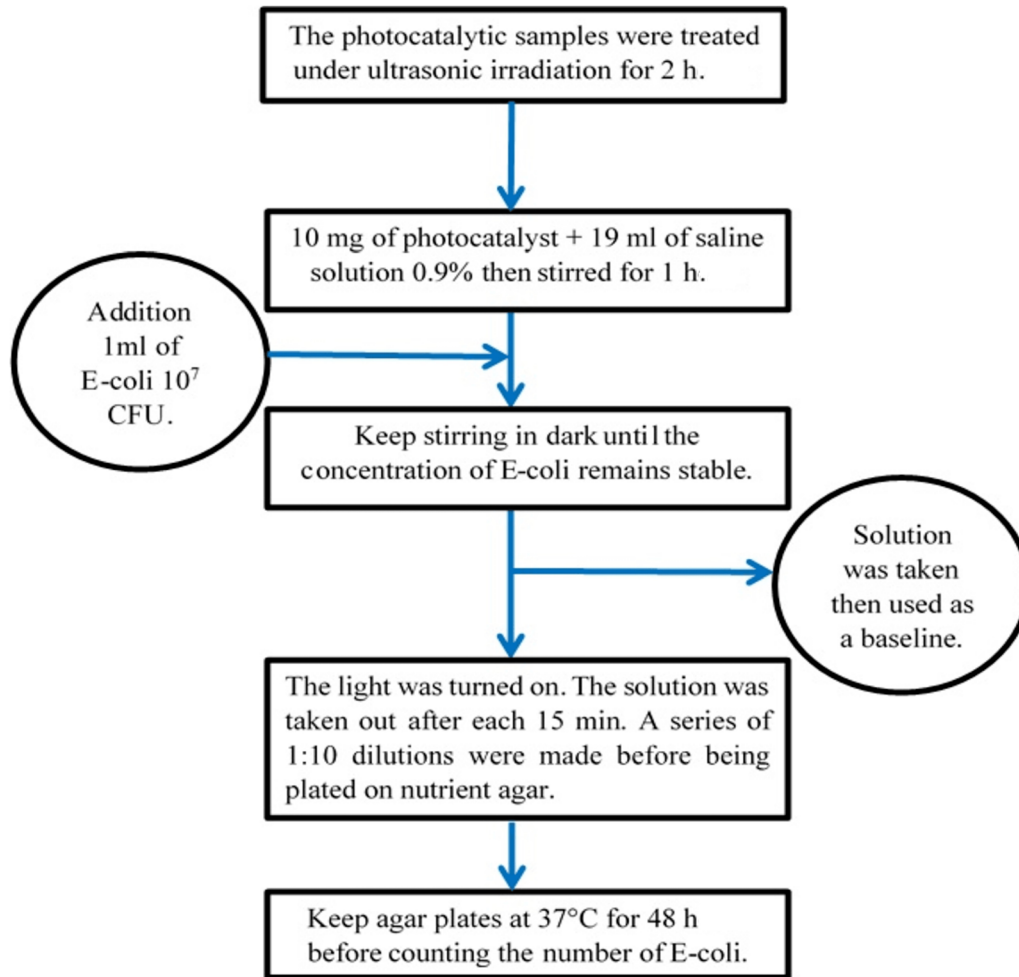 The photocatalytic samples were treated
under ultrasonic irradiation for 2 h.
10 mg of photocatalyst + 19 ml of saline
solution 0.9% then stirred for 1 h.
Addition
1ml of
E-coli 10⁷
CFU.
Keep stirring in dark until the
concentration of E-coli remains stable.
Solution
was taken
then used as
a baseline.
The light was turned on. The solution was
taken out after each 15 min. A series of
1:10 dilutions were made before being
plated on nutrient agar.
Keep agar plates at 37°C for 48 h
before counting the number of E-coli.